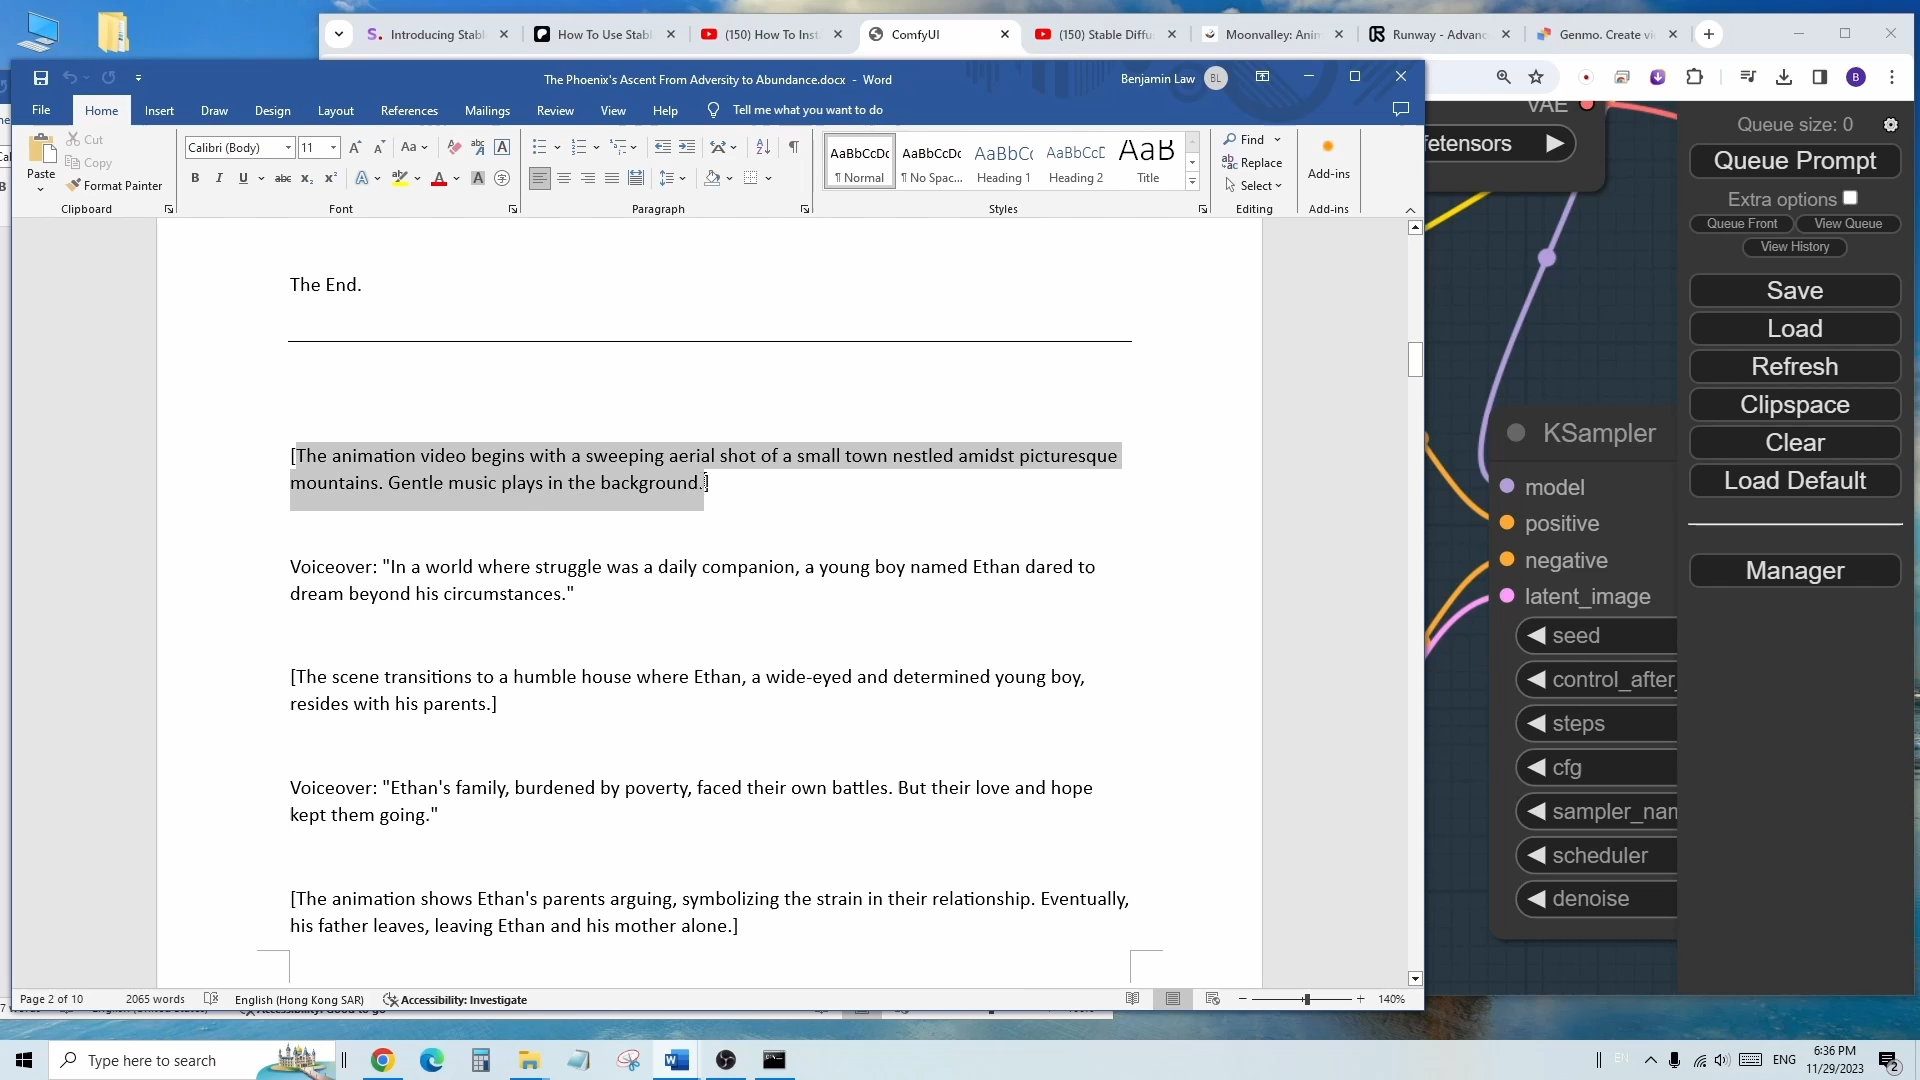 Introducing Stabl
How To Use Stabl
(150) How To Inst
ComfyUI
(150) Stable Diffu
Moonvalley: Anim
Runway - Advanc
Genmo. Create vi
The Phoenix's Ascent From Adversity to Abundance.docx - Word
Benjamin Law
BL
B
File
Home
Insert
Draw
Design
Layout
References
Mailings
Review
View
Help
Tell me what you want to do
Paste
Cut
Copy
Format Painter
Clipboard
Calibri (Body)
11
Font
Paragraph
AaBbCcDc
¶ Normal
AaBbCcDc
¶ No Spac...
AaBbCc
Heading 1
AaBbCcD
Heading 2
AaB
Title
Styles
Find
Replace
Select
Editing
Add-ins
Add-ins
The End.
[The animation video begins with a sweeping aerial shot of a small town nestled amidst picturesque
mountains. Gentle music plays in the background.]
Voiceover: "In a world where struggle was a daily companion, a young boy named Ethan dared to
dream beyond his circumstances."
[The scene transitions to a humble house where Ethan, a wide-eyed and determined young boy,
resides with his parents.]
Voiceover: "Ethan's family, burdened by poverty, faced their own battles. But their love and hope
kept them going."
[The animation shows Ethan's parents arguing, symbolizing the strain in their relationship. Eventually,
his father leaves, leaving Ethan and his mother alone.]
Page 2 of 10
2065 words
English (Hong Kong SAR)
Accessibility: Investigate
140%
VAE
fetensors
KSampler
model
positive
negative
latent_image
seed
control_after_
steps
cfg
sampler_nam
scheduler
denoise
Queue size: 0
Queue Prompt
Extra options
Queue Front
View Queue
View History
Save
Load
Refresh
Clipspace
Clear
Load Default
Manager
Type here to search
ENG
6:36 PM
11/29/2023
2